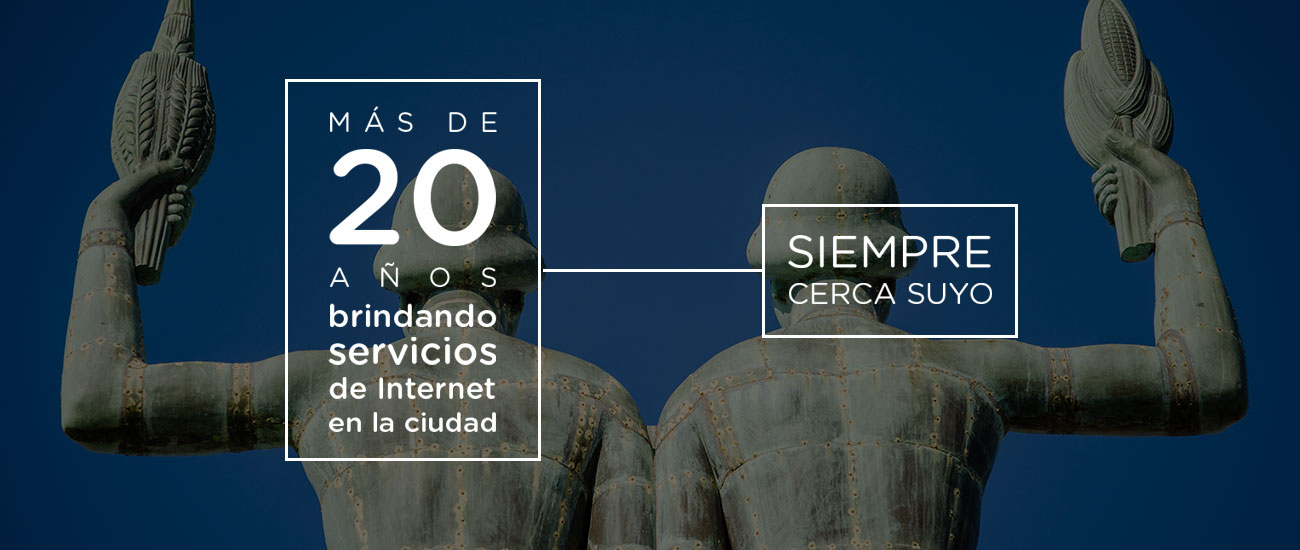 MÁS DE
20
AÑOS
brindando
servicios
de Internet
en la ciudad
SIEMPRE
CERCA SUYO